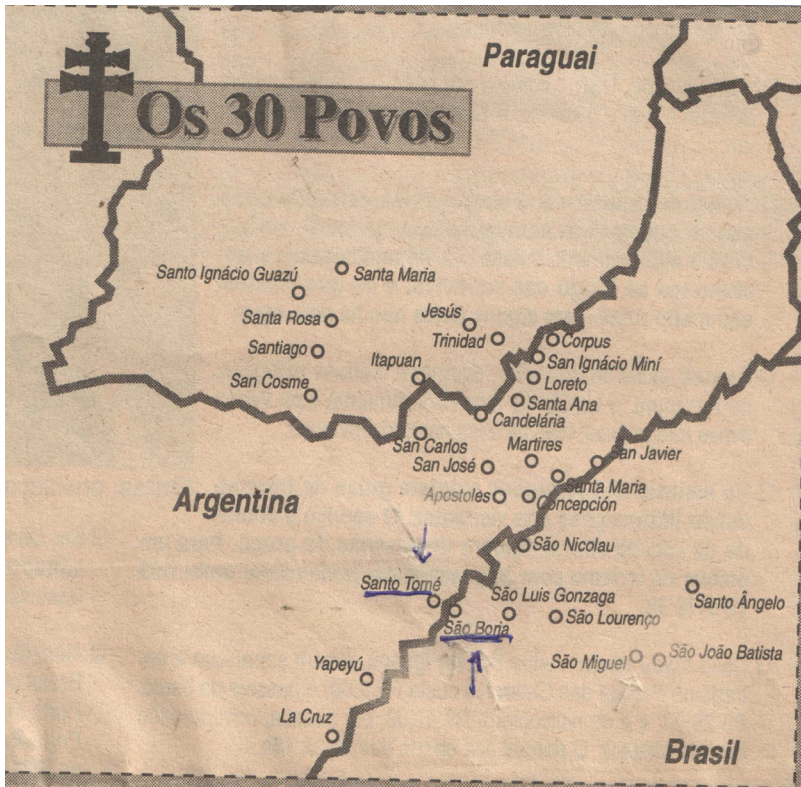 Paraguai
Os 30 Povos
Santa Maria
Santo Ignácio Guazú
Santa Rosa
Jesús
Trinidad
Corpus
Santiago
San Ignácio Miní
Itapuan
Loreto
San Cosme
Santa Ana
Candelária
San Carlos
Martires
San José
San Javier
Santa Maria
Apostoles
Concepción
Argentina
São Nicolau
Santo Tomé
São Luis Gonzaga
Santo Ângelo
São Lourenço
São Borja
São Miguel
São João Batista
Yapeyú
La Cruz
Brasil